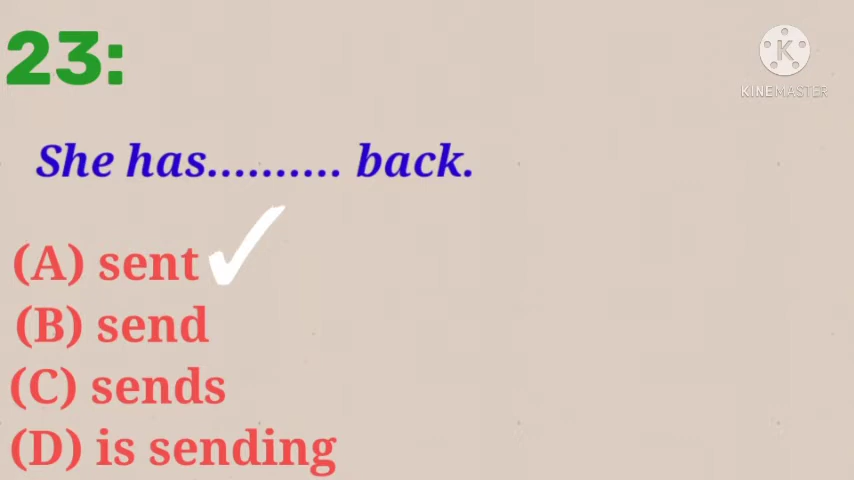 23:
KINEMASTER
She has.......... back.
(A) sent ✓
(B) send
(C) sends
(D) is sending